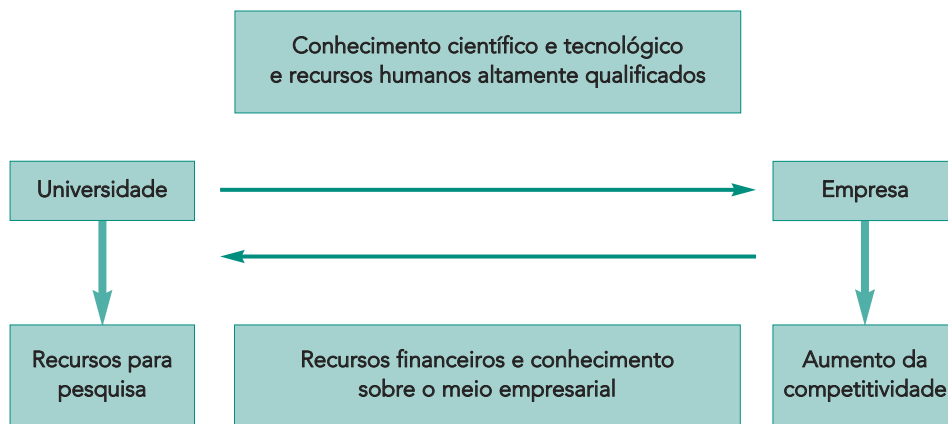 Conhecimento científico e tecnológico
e recursos humanos altamente qualificados
Universidade
Empresa
Recursos para
pesquisa
Recursos financeiros e conhecimento
sobre o meio empresarial
Aumento da
competitividade